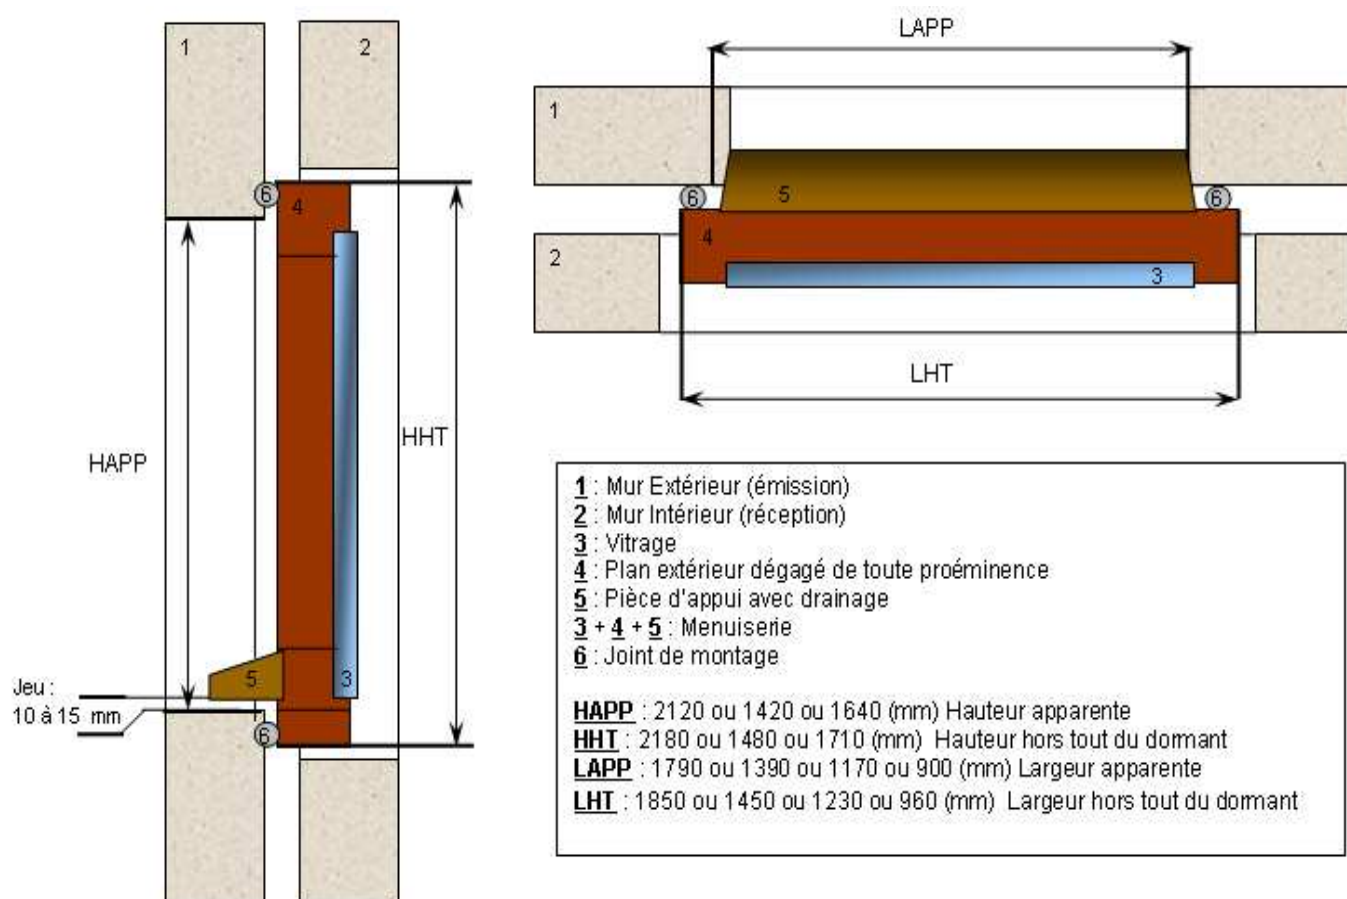 1
2
6
4
HAPP
HHT
5
3
Jeu :
10 à 15 mm
6
LAPP
1
6
5
6
4
2
3
LHT
1 : Mur Extérieur (émission)
2 : Mur Intérieur (réception)
3 : Vitrage
4 : Plan extérieur dégagé de toute proéminence
5 : Pièce d'appui avec drainage
3 + 4 + 5 : Menuiserie
6 : Joint de montage
HAPP : 2120 ou 1420 ou 1640 (mm) Hauteur apparente
HHT : 2180 ou 1480 ou 1710 (mm) Hauteur hors tout du dormant
LAPP : 1790 ou 1390 ou 1170 ou 900 (mm) Largeur apparente
LHT : 1850 ou 1450 ou 1230 ou 960 (mm) Largeur hors tout du dormant